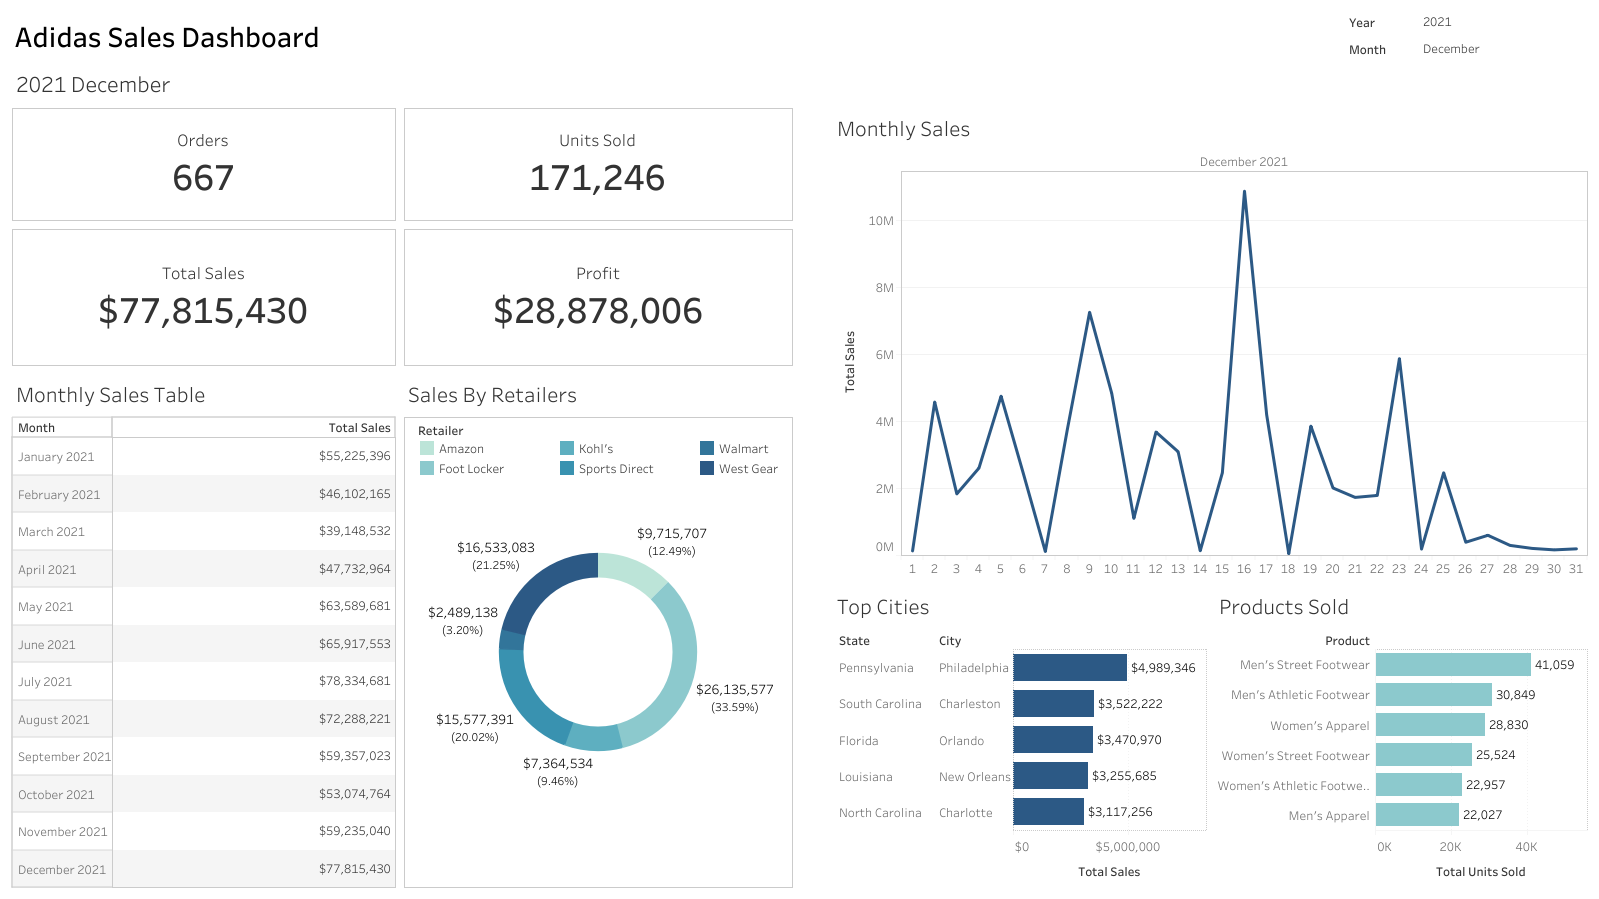 Adidas Sales Dashboard
Year 2021
Month December
2021 December
Orders
667
Units Sold
171,246
Total Sales
$77,815,430
Profit
$28,878,006
Monthly Sales Table
Month Total Sales
January 2021 $55,225,396
February 2021 $46,102,165
March 2021 $39,148,532
April 2021 $47,732,964
May 2021 $63,589,681
June 2021 $65,917,553
July 2021 $78,334,681
August 2021 $72,288,221
September 2021 $59,357,023
October 2021 $53,074,764
November 2021 $59,235,040
December 2021 $77,815,430
Sales By Retailers
Retailer
Amazon Kohl's Walmart
Foot Locker Sports Direct West Gear
$9,715,707
(12.49%)
$16,533,083
(21.25%)
$2,489,138
(3.20%)
$26,135,577
(33.59%)
$15,577,391
(20.02%)
$7,364,534
(9.46%)
Monthly Sales
December 2021
Total Sales
10M
8M
6M
4M
2M
0M
1 2 3 4 5 6 7 8 9 10 11 12 13 14 15 16 17 18 19 20 21 22 23 24 25 26 27 28 29 30 31
Top Cities
State City
Pennsylvania Philadelphia $4,989,346
South Carolina Charleston $3,522,222
Florida Orlando $3,470,970
Louisiana New Orleans $3,255,685
North Carolina Charlotte $3,117,256
$0 $5,000,000
Total Sales
Products Sold
Product
Men's Street Footwear 41,059
Men's Athletic Footwear 30,849
Women's Apparel 28,830
Women's Street Footwear 25,524
Women's Athletic Footwe.. 22,957
Men's Apparel 22,027
0K 20K 40K
Total Units Sold